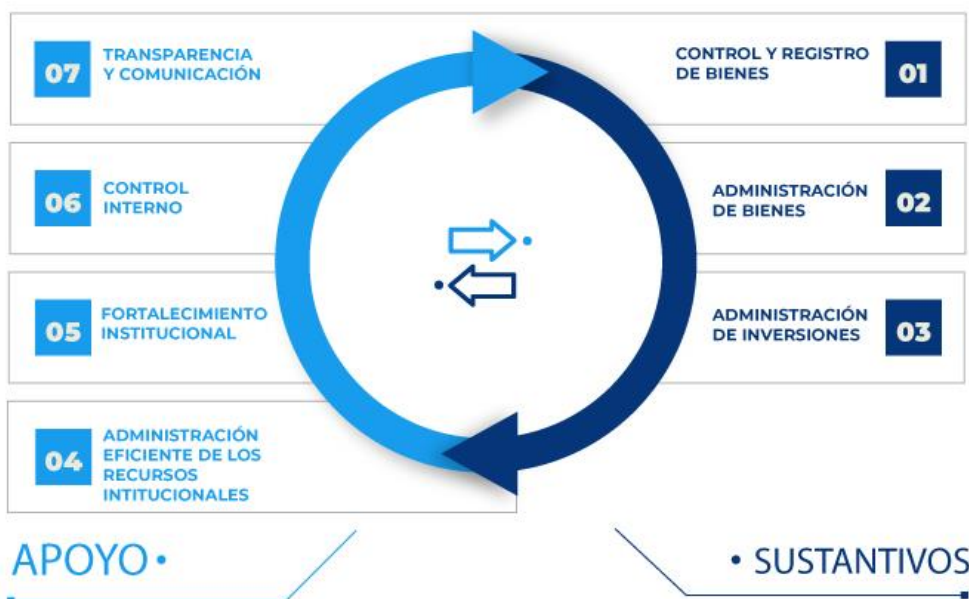 07
TRANSPARENCIA
Y COMUNICACIÓN
CONTROL Y REGISTRO
DE BIENES
01
06
CONTROL
INTERNO
ADMINISTRACIÓN
DE BIENES
02
05
FORTALECIMIENTO
INSTITUCIONAL
ADMINISTRACIÓN
DE INVERSIONES
03
04
ADMINISTRACIÓN
EFICIENTE DE LOS
RECURSOS
INTITUCIONALES
APOYO •
• SUSTANTIVOS